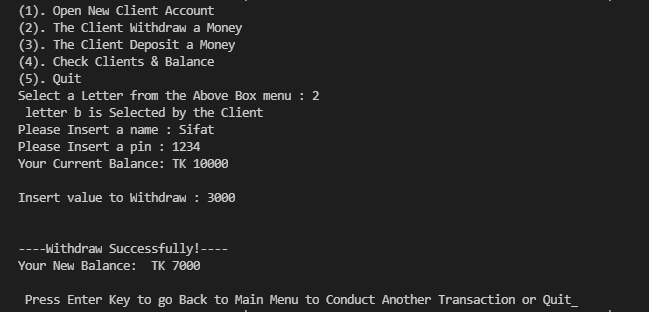 (1). Open New Client Account
(2). The Client Withdraw a Money
(3). The Client Deposit a Money
(4). Check Clients & Balance
(5). Quit
Select a Letter from the Above Box menu : 2
letter b is Selected by the Client
Please Insert a name : Sifat
Please Insert a pin : 1234
Your Current Balance: TK 10000
Insert value to Withdraw : 3000
----Withdraw Successfully!----
Your New Balance:  TK 7000
Press Enter Key to go Back to Main Menu to Conduct Another Transaction or Quit_